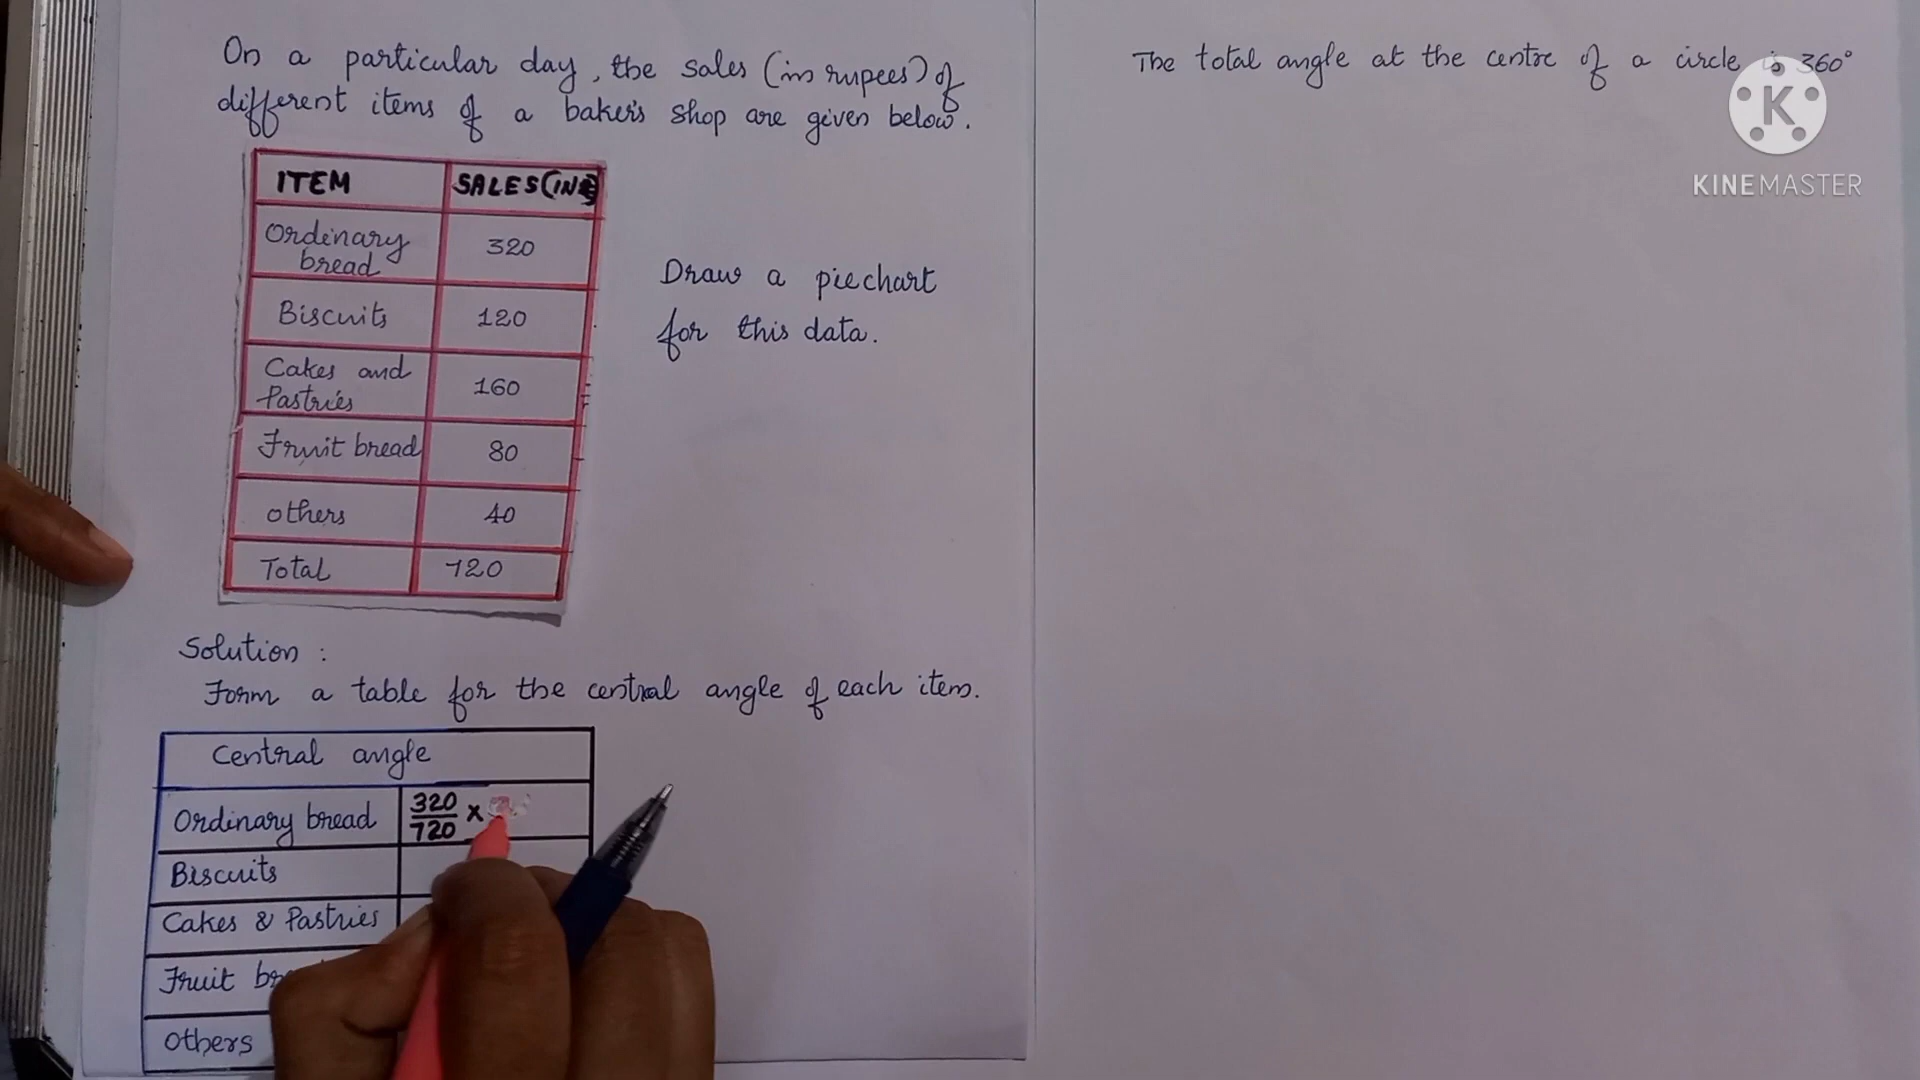 On a particular day, the sales (in rupees) of
different items of a baker's shop are given below.
ITEM SALES(IN₹)
Ordinary bread 320
Biscuits 120
Cakes and Pastries 160
Fruit bread 80
others 40
Total 720
Draw a piechart
for this data.
Solution :
Form a table for the central angle of each item.
Central angle
Ordinary bread 320/720 ×
Biscuits
Cakes & Pastries
Fruit
others
The total angle at the centre of a circle is 360°
K
KINEMASTER